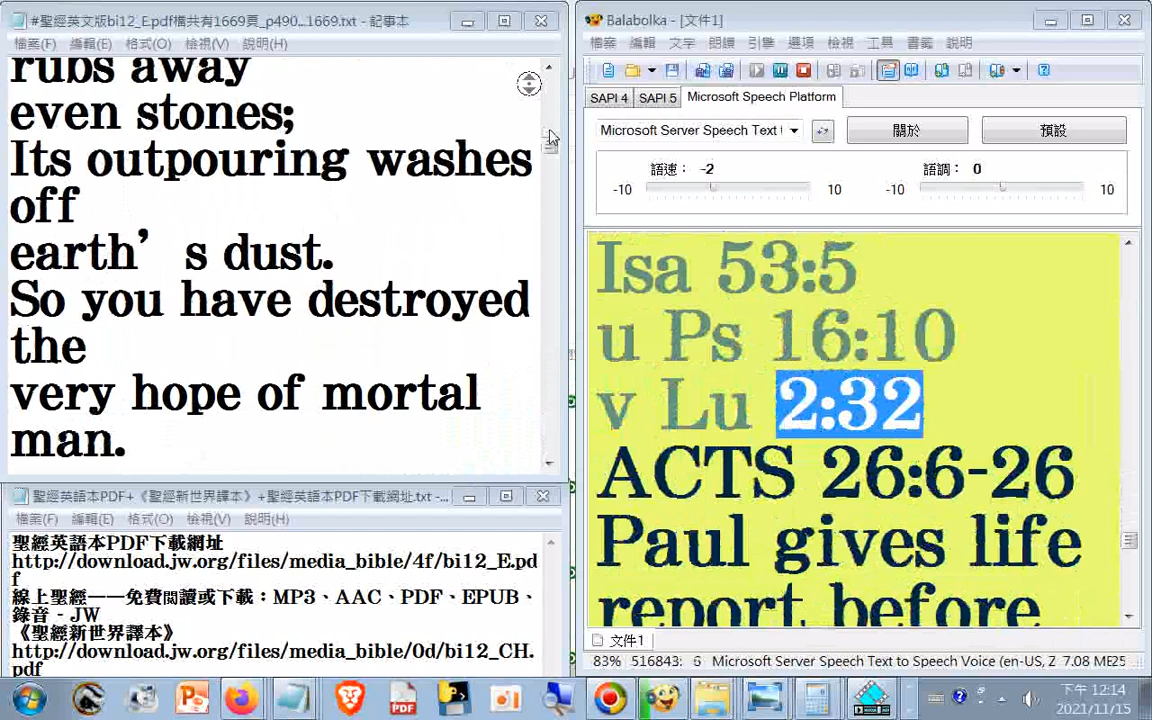 #聖經英文版bi12_E.pdf檔共有1669頁_p490...1669.txt - 記事本
檔案(F) 編輯(E) 格式(O) 檢視(V) 說明(H)
rubs away
even stones;
Its outpouring washes
off
earth’s dust.
So you have destroyed
the
very hope of mortal
man.
聖經英語本PDF+《聖經新世界譯本》+聖經英語本PDF下載網址.txt -...
檔案(F) 編輯(E) 格式(O) 檢視(V) 說明(H)
聖經英語本PDF下載網址
http://download.jw.org/files/media_bible/4f/bi12_E.pd
f
線上聖經——免費閱讀或下載：MP3、AAC、PDF、EPUB、
錄音 - JW
《聖經新世界譯本》
http://download.jw.org/files/media_bible/0d/bi12_CH.
pdf
Balabolka - [文件1]
檔案 編輯 文字 朗讀 引擎 選項 檢視 工具 書籤 說明
SAPI 4 SAPI 5 Microsoft Speech Platform
Microsoft Server Speech Text 關於 預設
語速： -2 語調： 0
-10 10 -10 10
Isa 53:5
u Ps 16:10
v Lu 2:32
ACTS 26:6-26
Paul gives life
report before
文件1
83% 516843: 6 Microsoft Server Speech Text to Speech Voice (en-US, Z 7.08 ME25
下午 12:14
2021/11/15